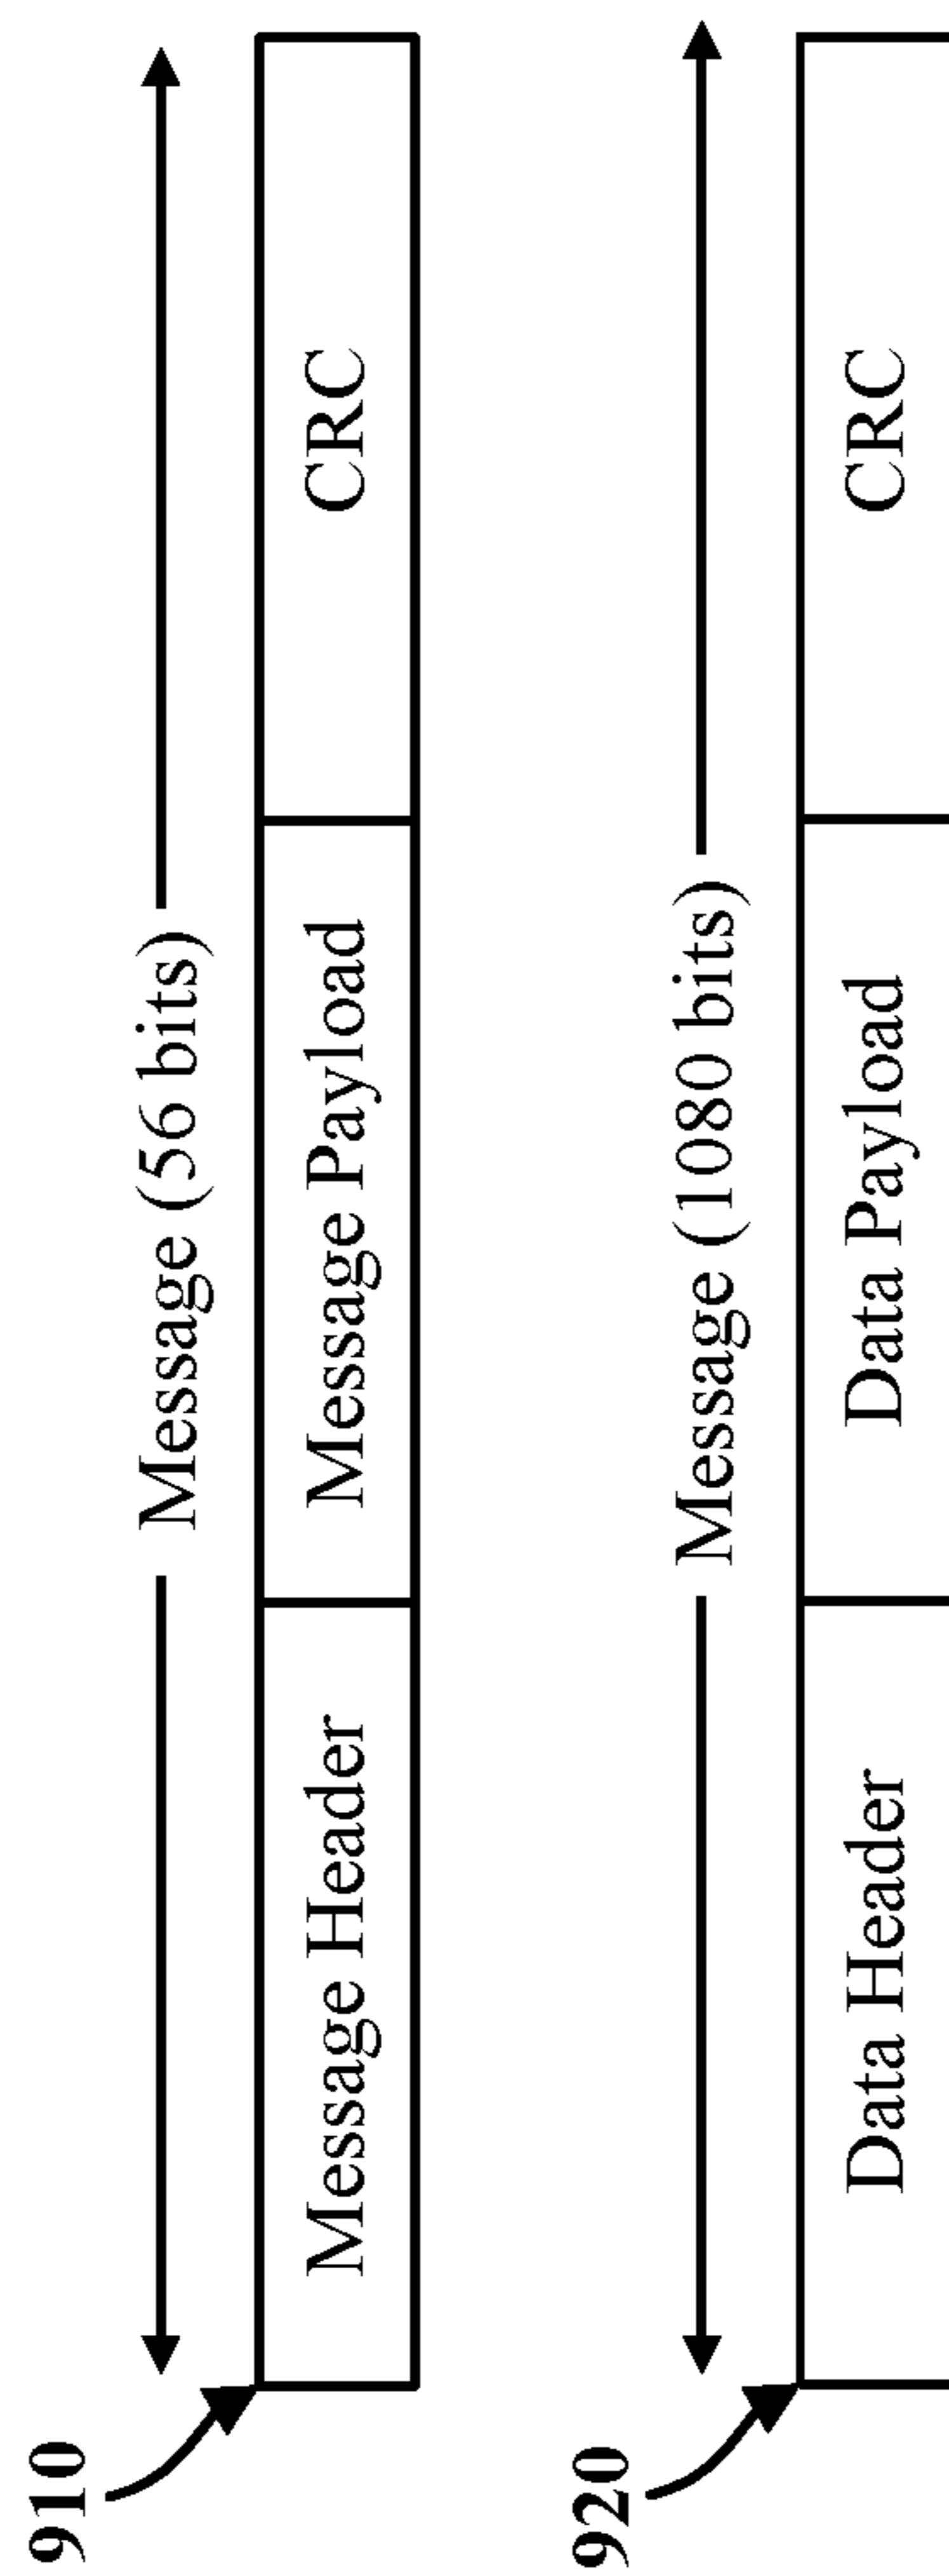 910
Message (56 bits)
Message Header
Message Payload
CRC
920
Message (1080 bits)
Data Header
Data Payload
CRC